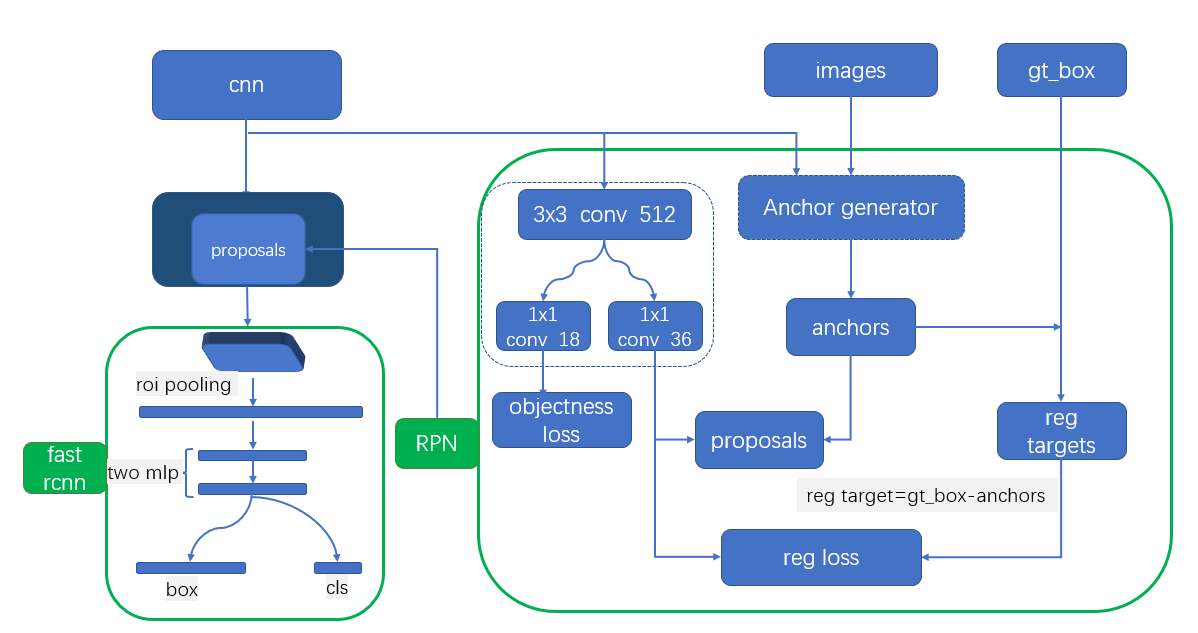 cnn
images
gt_box
3x3 conv 512
Anchor generator
proposals
1x1
conv 18
1x1
conv 36
anchors
roi pooling
objectness
loss
proposals
reg
targets
RPN
fast
rcnn
two mlp
reg target=gt_box-anchors
reg loss
box
cls